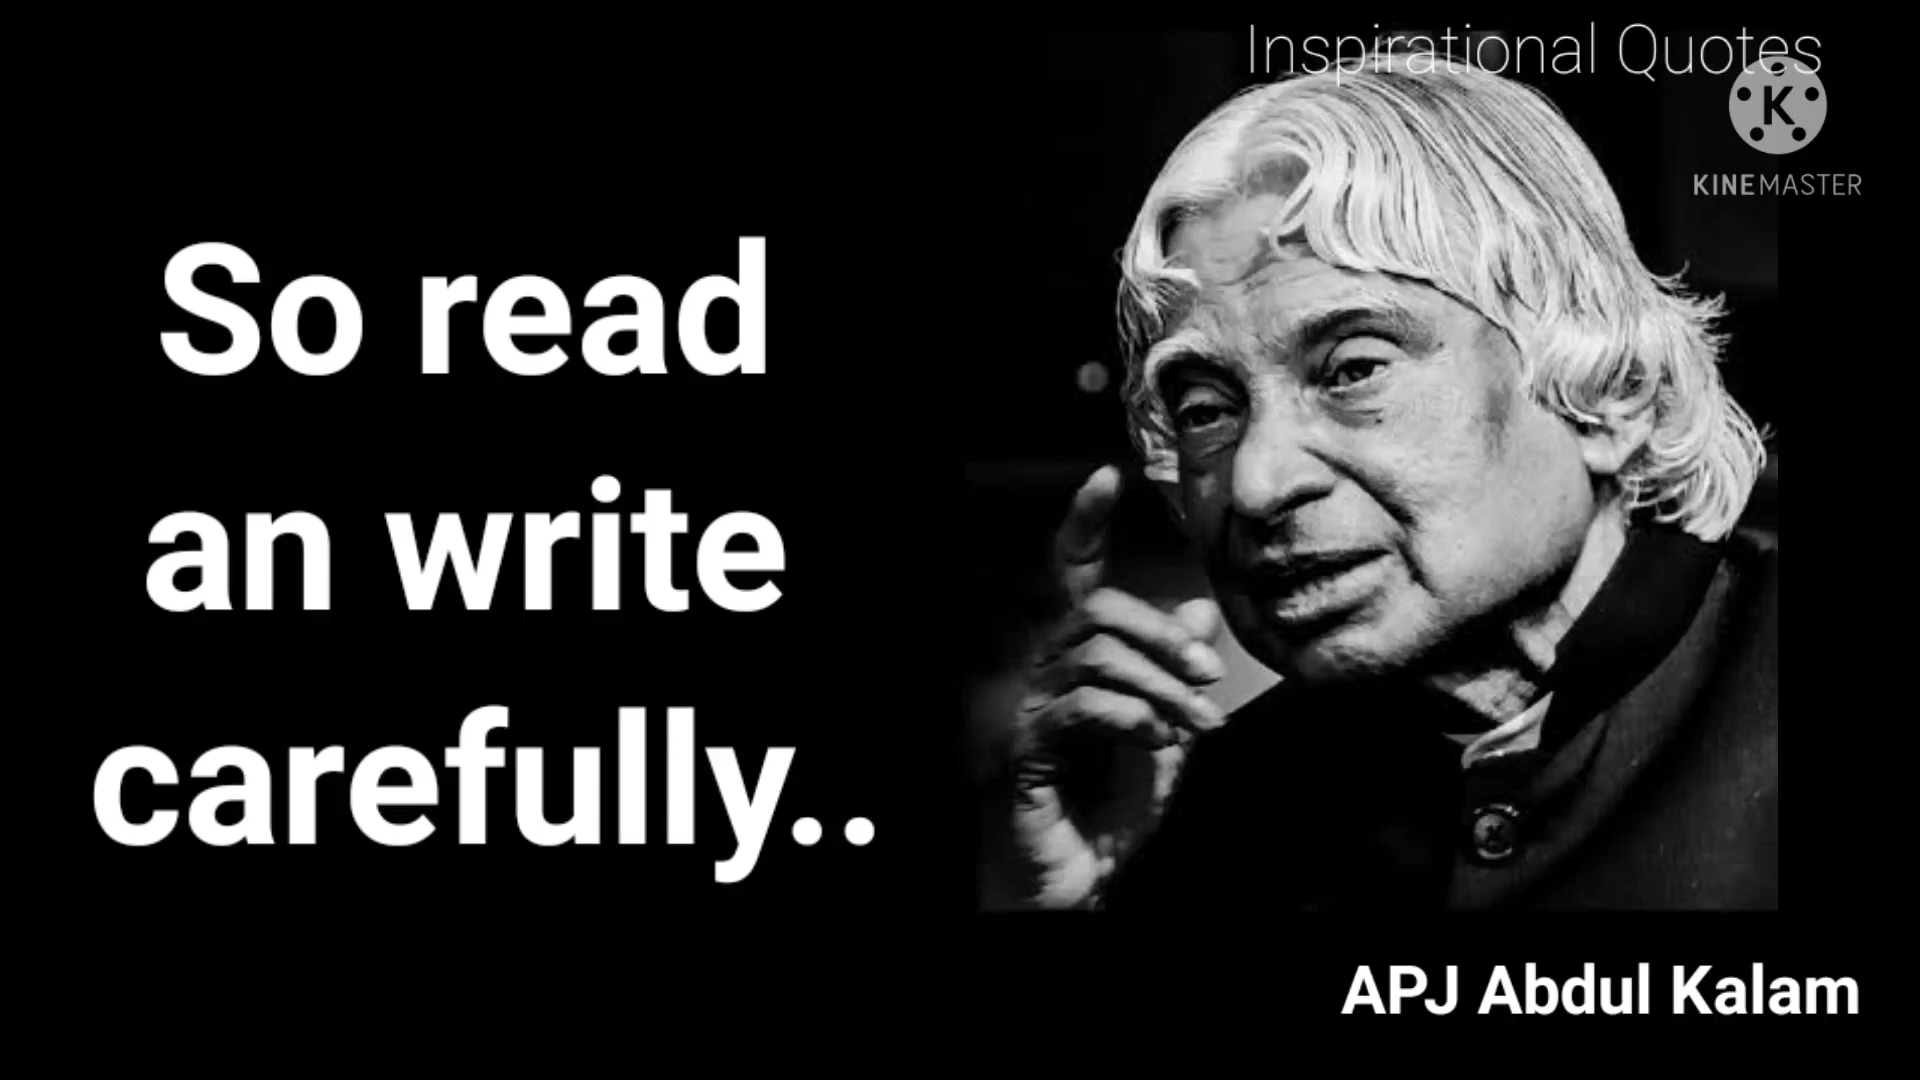 Inspirational Quotes
K
KINEMASTER
So read
an write
carefully..
APJ Abdul Kalam